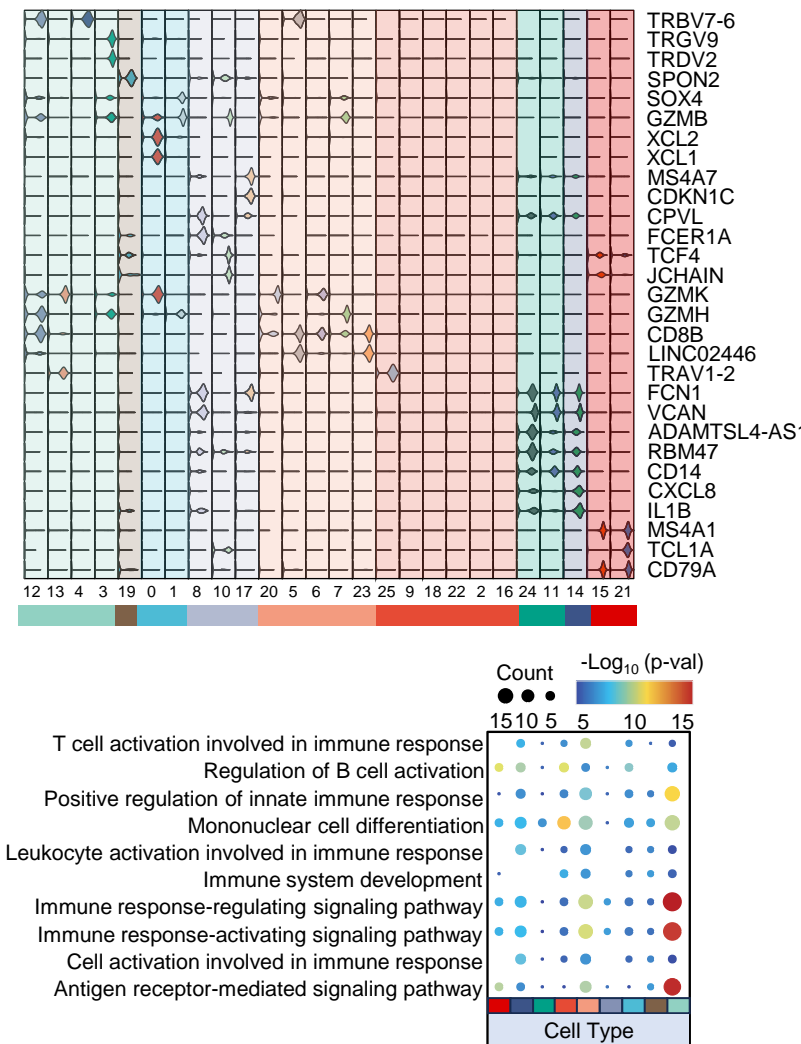 TRBV7-6
TRGV9
TRDV2
SPON2
SOX4
GZMB
XCL2
XCL1
MS4A7
CDKN1C
CPVL
FCER1A
TCF4
JCHAIN
GZMK
GZMH
CD8B
LINC02446
TRAV1-2
FCN1
VCAN
ADAMTSL4-AS1
RBM47
CD14
CXCL8
IL1B
MS4A1
TCL1A
CD79A
12 13 4 3 19 0 1 8 10 17 20 5 6 7 23 25 9 18 22 2 16 24 11 14 15 21
Count -Log10 (p-val)
15 10 5 5 10 15
T cell activation involved in immune response
Regulation of B cell activation
Positive regulation of innate immune response
Mononuclear cell differentiation
Leukocyte activation involved in immune response
Immune system development
Immune response-regulating signaling pathway
Immune response-activating signaling pathway
Cell activation involved in immune response
Antigen receptor-mediated signaling pathway
Cell Type